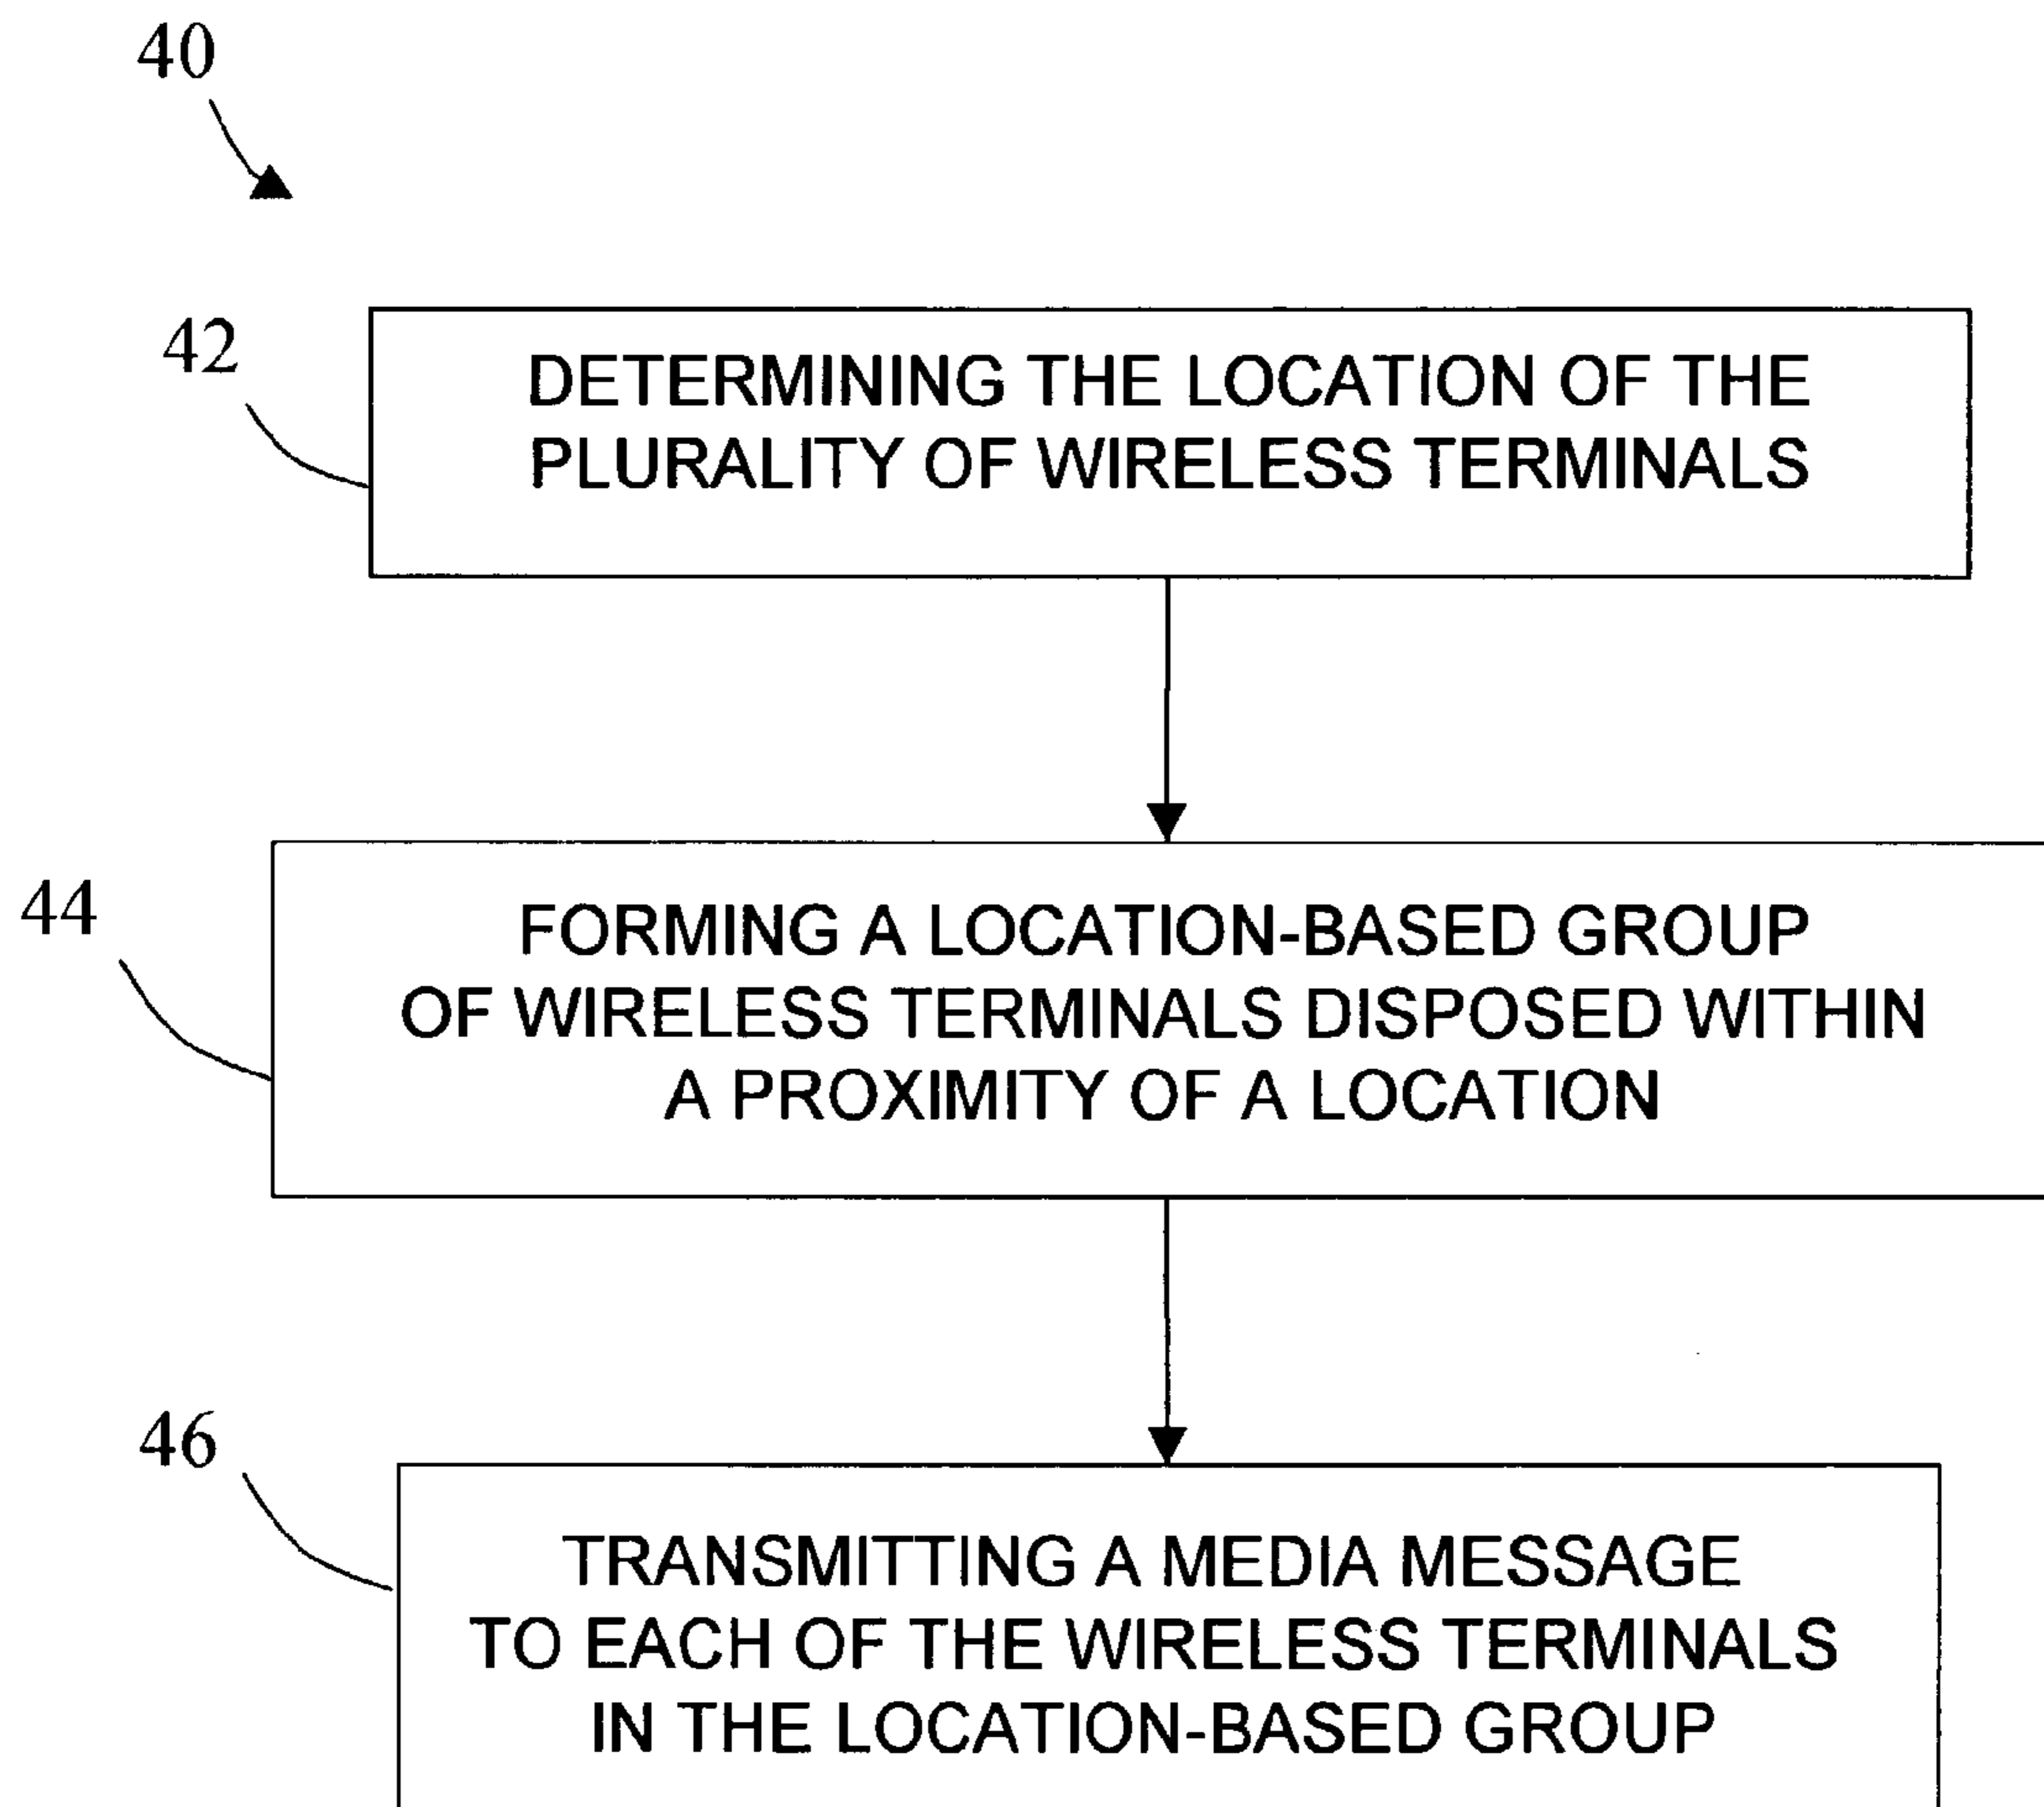 40
42
DETERMINING THE LOCATION OF THE
PLURALITY OF WIRELESS TERMINALS
44
FORMING A LOCATION-BASED GROUP
OF WIRELESS TERMINALS DISPOSED WITHIN
A PROXIMITY OF A LOCATION
46
TRANSMITTING A MEDIA MESSAGE
TO EACH OF THE WIRELESS TERMINALS
IN THE LOCATION-BASED GROUP